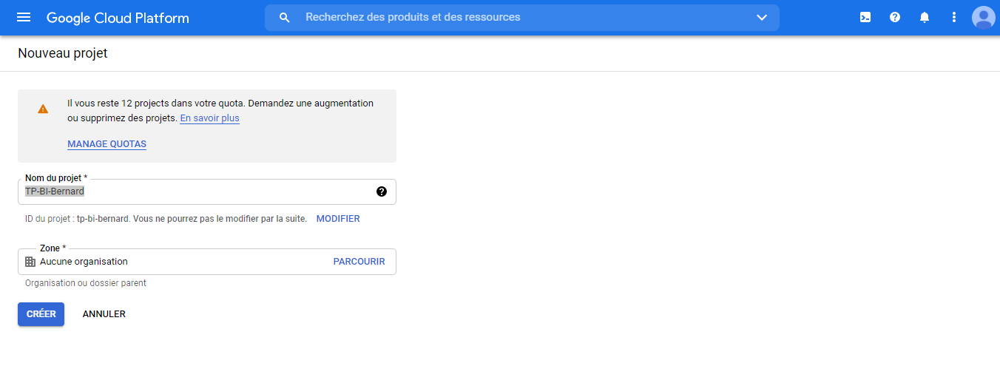 Google Cloud Platform
Recherchez des produits et des ressources
Nouveau projet
Il vous reste 12 projects dans votre quota. Demandez une augmentation
ou supprimez des projets. En savoir plus
MANAGE QUOTAS
Nom du projet *
TP-BI-Bernard
ID du projet : tp-bi-bernard. Vous ne pourrez pas le modifier par la suite. MODIFIER
Zone *
Aucune organisation PARCOURIR
Organisation ou dossier parent
CRÉER ANNULER